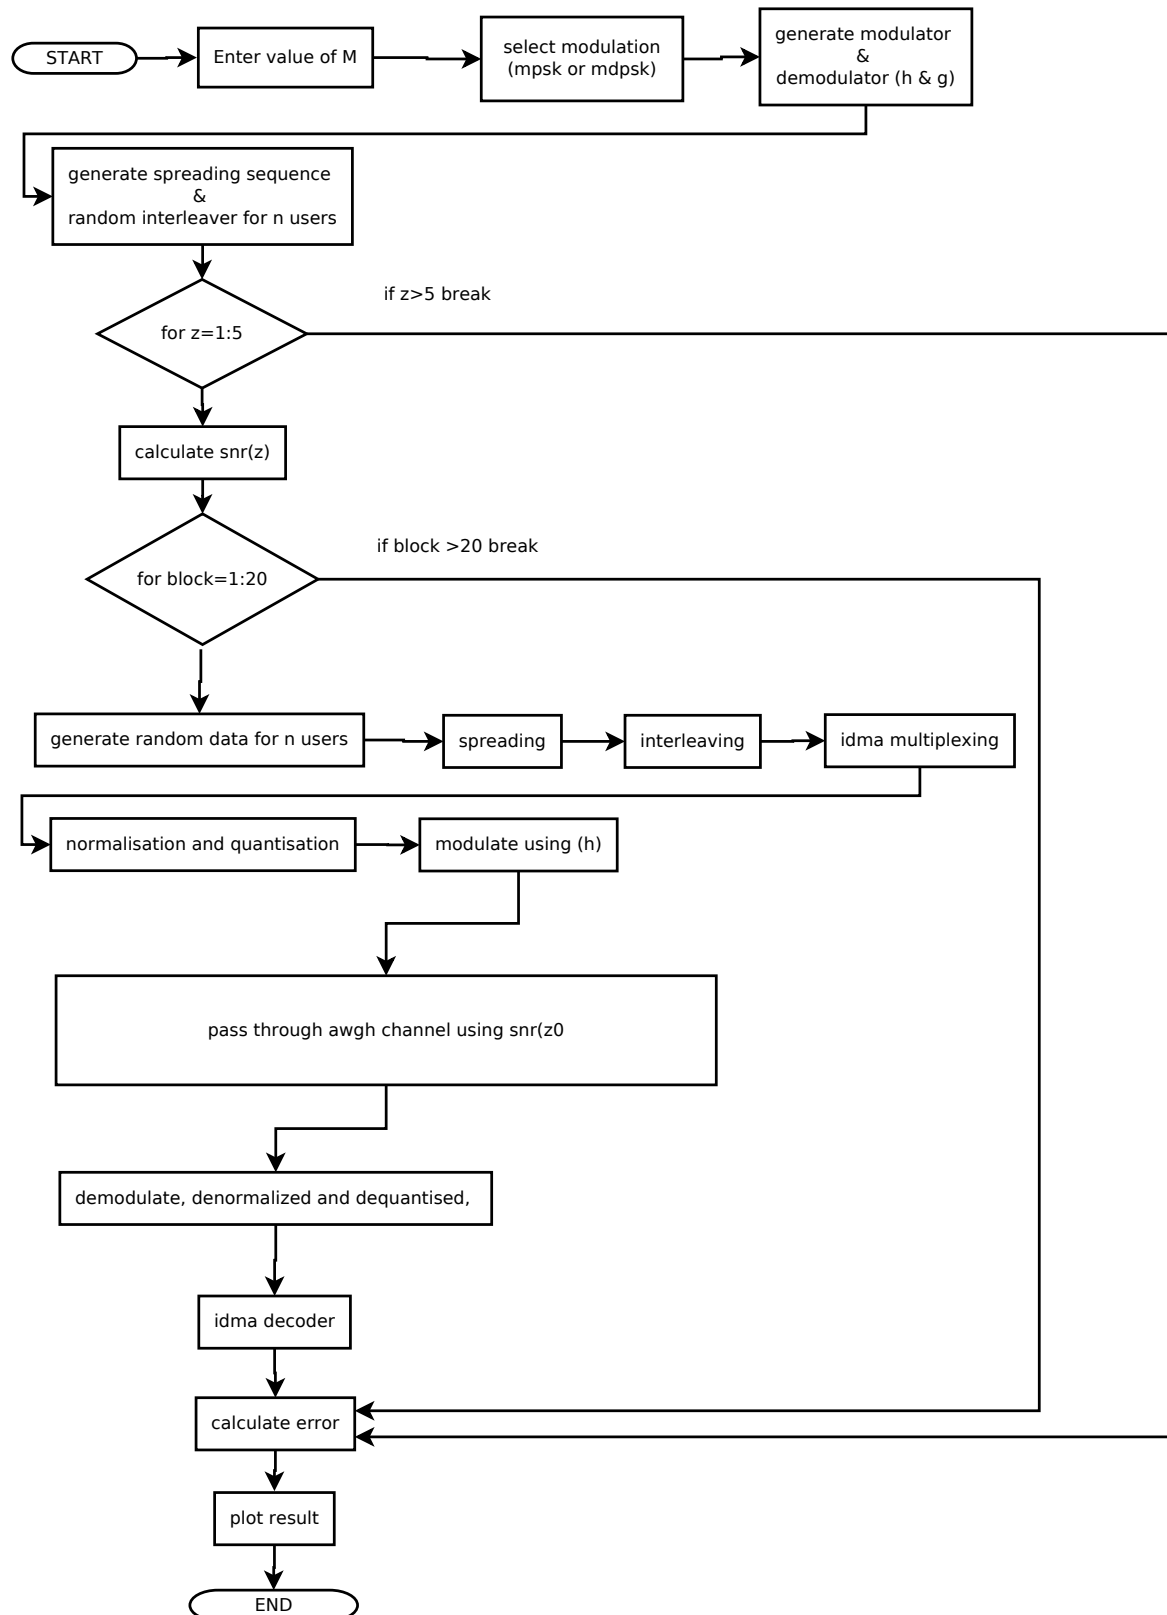 START
Enter value of M
select modulation
(mpsk or mdpsk)
generate modulator
&
demodulator (h & g)
generate spreading sequence
&
random interleaver for n users
if z>5 break
for z=1:5
calculate snr(z)
if block >20 break
for block=1:20
generate random data for n users
spreading
interleaving
idma multiplexing
normalisation and quantisation
modulate using (h)
pass through awgh channel using snr(z0
demodulate, denormalized and dequantised,
idma decoder
calculate error
plot result
END